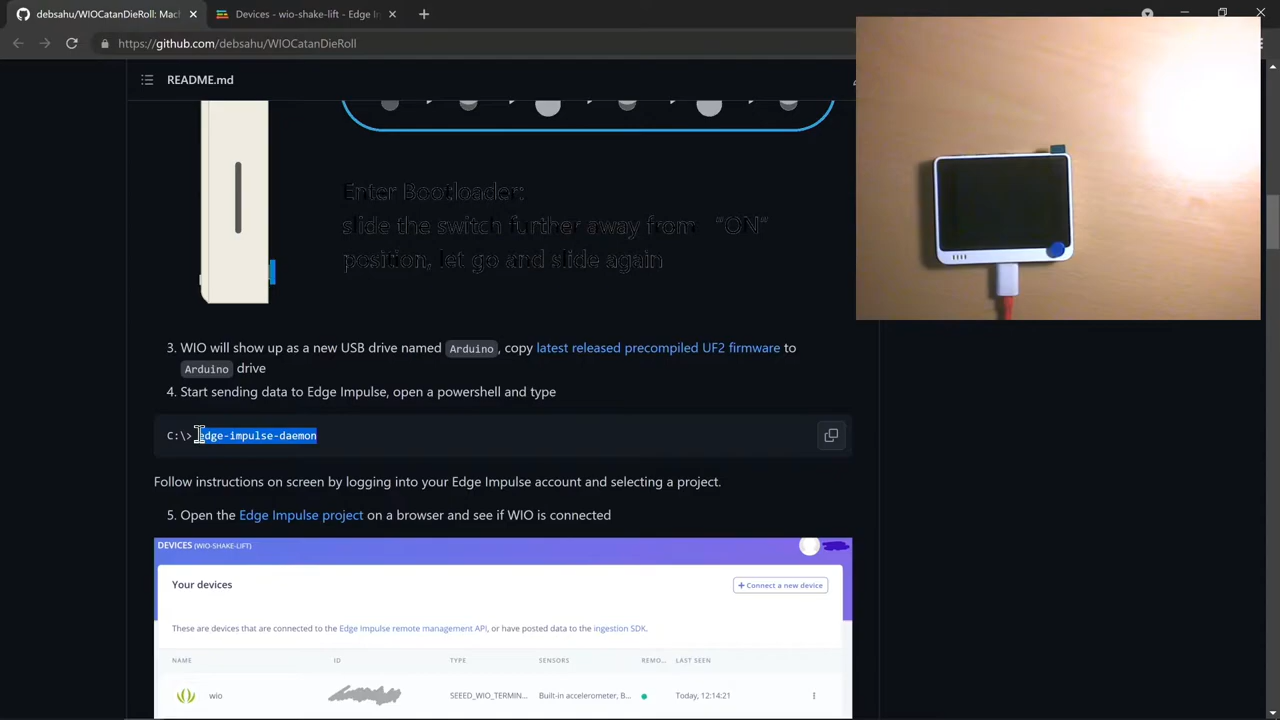 debsahu/WIOCatanDieRoll: Mach
Devices - wio-shake-lift - Edge I
https://github.com/debsahu/WIOCatanDieRoll
README.md
Enter Bootloader:
slide the switch further away from "ON"
position, let go and slide again
3. WIO will show up as a new USB drive named Arduino, copy latest released precompiled UF2 firmware to
Arduino drive
4. Start sending data to Edge Impulse, open a powershell and type
C:\> edge-impulse-daemon
Follow instructions on screen by logging into your Edge Impulse account and selecting a project.
5. Open the Edge Impulse project on a browser and see if WIO is connected
DEVICES (WIO-SHAKE-LIFT)
Your devices
+ Connect a new device
These are devices that are connected to the Edge Impulse remote management API, or have posted data to the ingestion SDK.
NAME ID TYPE SENSORS REMO... LAST SEEN
wio SEEED_WIO_TERMIN... Built-in accelerometer, B... Today, 12:14:21